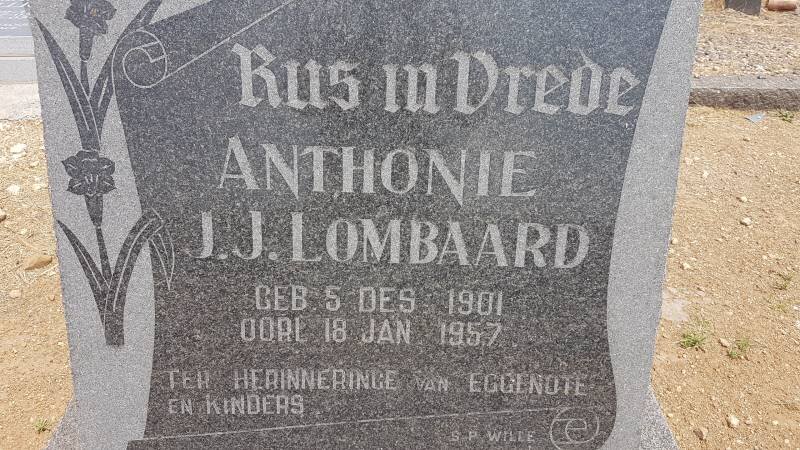 Rus in Vrede
ANTHONIE
J.J. LOMBAARD
GEB. 5 DES. 1901
OORL 18 JAN 1957
TER HERINNERINGE VAN EGGENOTE
EN KINDERS.
S.P. WILLE